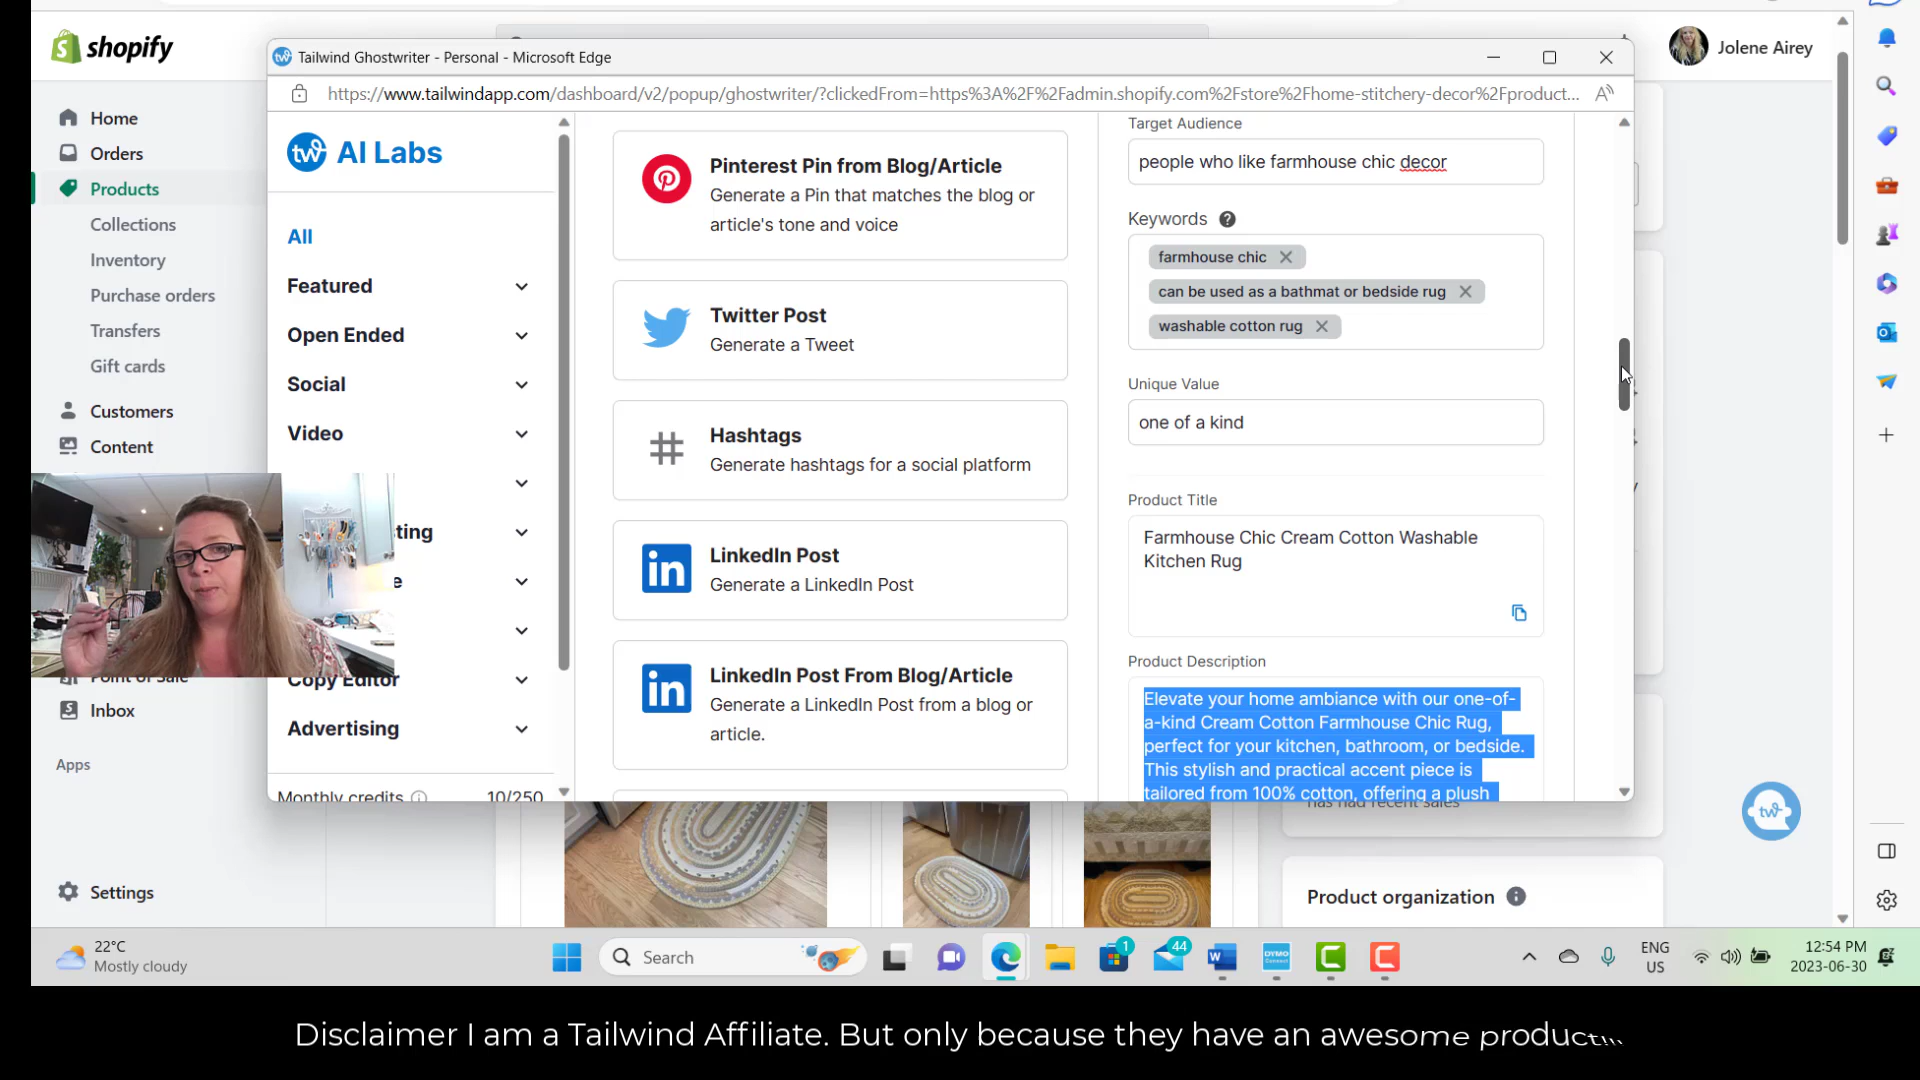 shopify
Jolene Airey
Tailwind Ghostwriter - Personal - Microsoft Edge
https://www.tailwindapp.com/dashboard/v2/popup/ghostwriter/?clickedFrom=https%3A%2F%2Fadmin.shopify.com%2Fstore%2Fhome-stitchery-decor%2Fproduct...
Home
Orders
Products
Collections
Inventory
Purchase orders
Transfers
Gift cards
Customers
Content
Inbox
Apps
Settings
tw AI Labs
All
Featured
Open Ended
Social
Video
ting
e
Copy Editor
Advertising
Monthly credits 10/250
Pinterest Pin from Blog/Article
Generate a Pin that matches the blog or
article's tone and voice
Twitter Post
Generate a Tweet
Hashtags
Generate hashtags for a social platform
LinkedIn Post
Generate a LinkedIn Post
LinkedIn Post From Blog/Article
Generate a LinkedIn Post from a blog or
article.
Target Audience
people who like farmhouse chic decor
Keywords
farmhouse chic
can be used as a bathmat or bedside rug
washable cotton rug
Unique Value
one of a kind
Product Title
Farmhouse Chic Cream Cotton Washable
Kitchen Rug
Product Description
Elevate your home ambiance with our one-of-
a-kind Cream Cotton Farmhouse Chic Rug,
perfect for your kitchen, bathroom, or bedside.
This stylish and practical accent piece is
tailored from 100% cotton, offering a plush
has had recent sales
Product organization
22°C
Mostly cloudy
Search
1
44
DYMO
Connect
ENG
US
12:54 PM
2023-06-30
Disclaimer I am a Tailwind Affiliate. But only because they have an awesome product...